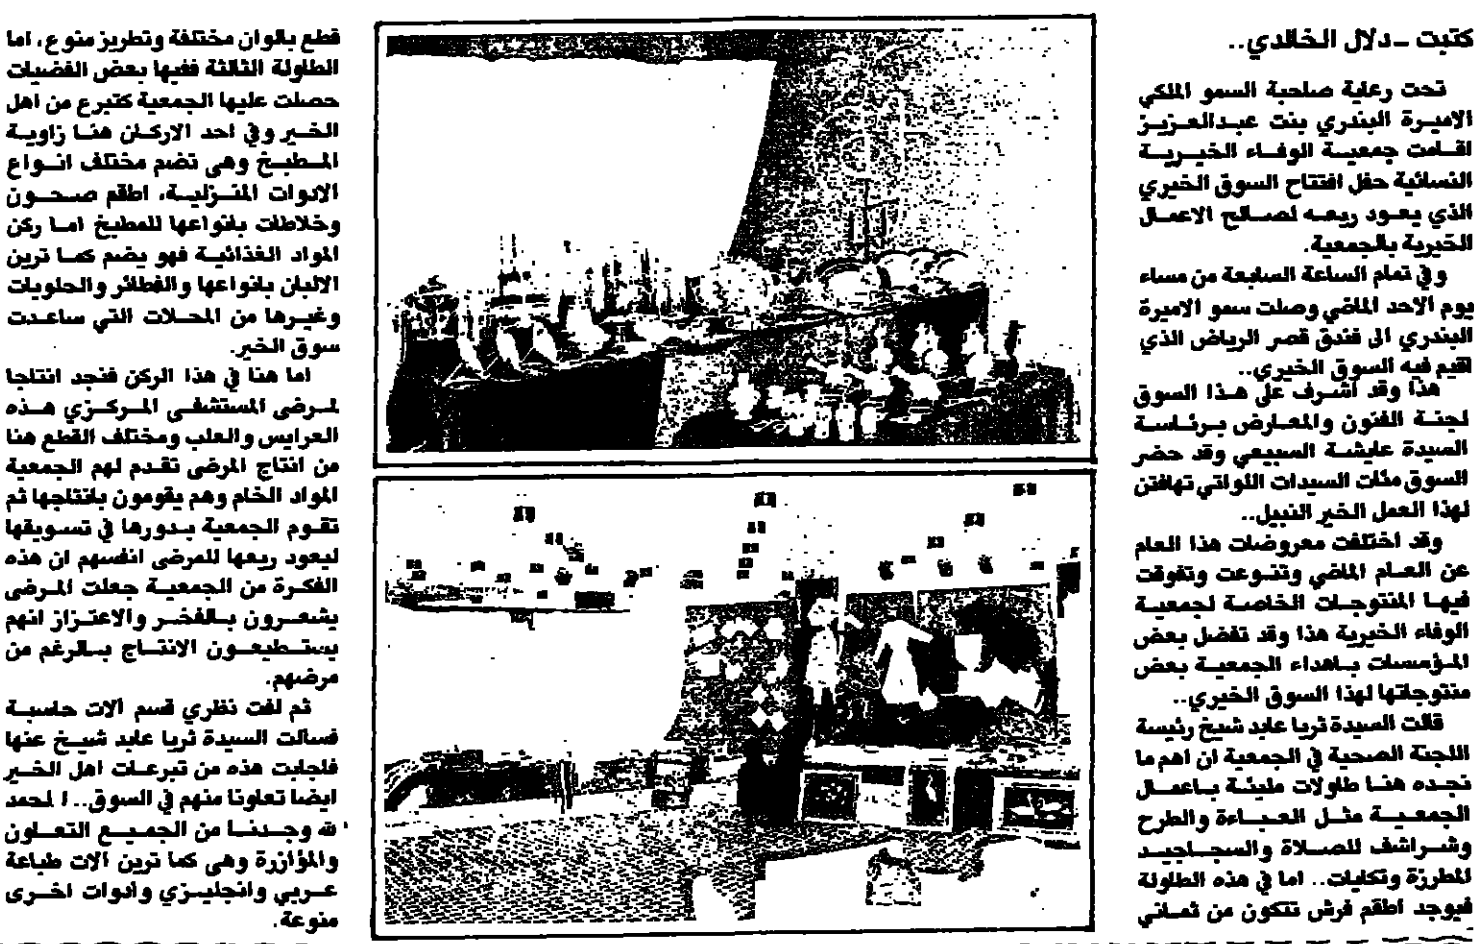 كتبت ــ دلال الخالدي..
تحت رعاية صاحبة السمو الملكي
الاميرة البندري بنت عبدالعزيز
اقامت جمعية الوفاء الخيرية
النسائية حفل افتتاح السوق الخيري
الذي يعود ريعه لصالح الاعمال
الخيرية بالجمعية.
وفي تمام الساعة السابعة من مساء
يوم الاحد الماضي وصلت سمو الاميرة
البندري الى فندق قصر الرياض الذي
اقيم فيه السوق الخيري..
هذا وقد اشرف على هذا السوق
لجنة الفنون والمعارض برئاسة
السيدة عايشة السبيعي وقد حضر
السوق مئات السيدات اللواتي تهافتن
لهذا العمل الخير النبيل..
وقد اختلفت معروضات هذا العام
عن العام الماضي وتنوعت وتفوقت
فيها المنتوجات الخاصة لجمعية
الوفاء الخيرية هذا وقد تفضل بعض
المؤسسات باهداء الجمعية بعض
منتوجاتها لهذا السوق الخيري..
قالت السيدة ثريا عابد شيخ رئيسة
اللجنة الصحية في الجمعية ان اهم ما
نجده هنا طاولات مليئة باعمال
الجمعية مثل العباءة والطرح
وشراشف للصلاة والسجاجيد
المطرزة وتكايات.. اما في هذه الطاولة
فيوجد اطقم فرش تتكون من ثماني
قطع بالوان مختلفة وتطريز منوع، اما
الطاولة الثالثة ففيها بعض الفضيات
حصلت عليها الجمعية كتبرع من اهل
الخير وفي احد الاركان هنا زاوية
المطبخ وهى تضم مختلف انواع
الادوات المنزلية، اطقم صحون
وخلاطات بانواعها للمطبخ اما ركن
المواد الغذائية فهو يضم كما ترين
الالبان بانواعها والفطائر والحلويات
وغيرها من المحلات التي ساعدت
سوق الخير.
اما هنا في هذا الركن فنجد انتاجا
لمرضى المستشفى المركزي هذه
العرايس والعلب ومختلف القطع هنا
من انتاج المرضى تقدم لهم الجمعية
المواد الخام وهم يقومون بانتاجها ثم
تقوم الجمعية بدورها في تسويقها
ليعود ريعها للمرضى انفسهم ان هذه
الفكرة من الجمعية جعلت المرضى
يشعرون بالفخر والاعتزاز انهم
يستطيعون الانتاج بالرغم من
مرضهم.
ثم لفت نظري قسم آلات حاسبة
فسالت السيدة ثريا عابد شيخ عنها
فاجابت هذه من تبرعات اهل الخير
ايضا تعاونا منهم في السوق.. الحمد
لله وجدنا من الجميع التعاون
والمؤازرة وهى كما ترين آلات طباعة
عربي وانجليزي وادوات اخرى
منوعة.